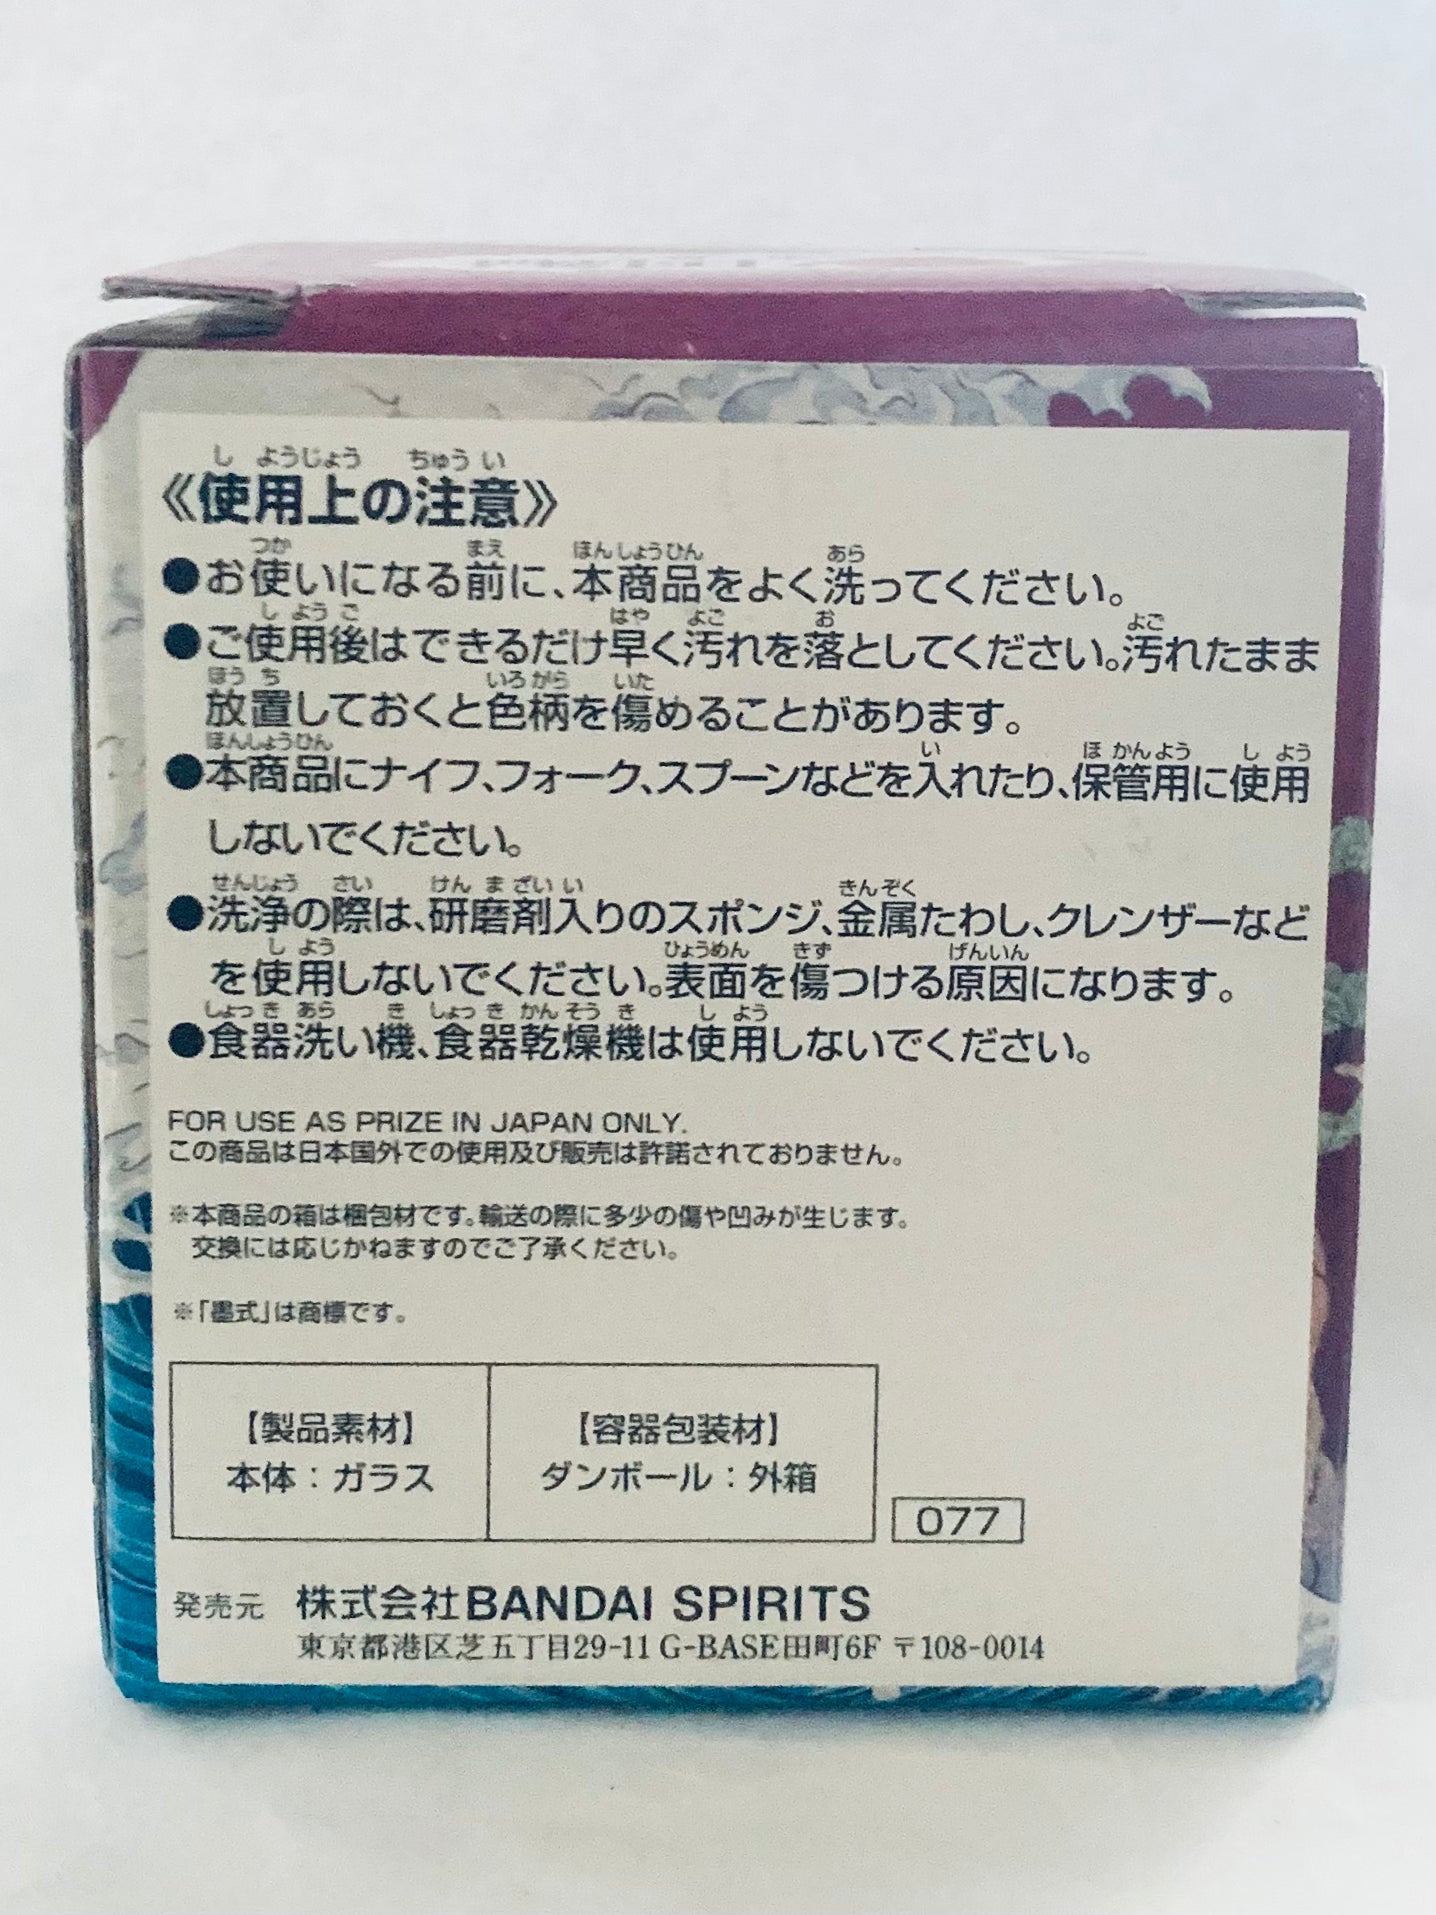 《使用上の注意》
●お使いになる前に、本商品をよく洗ってください。
●ご使用後はできるだけ早く汚れを落としてください。汚れたまま
放置しておくと色柄を傷めることがあります。
●本商品にナイフ、フォーク、スプーンなどを入れたり、保管用に使用
しないでください。
●洗浄の際は、研磨剤入りのスポンジ、金属たわし、クレンザーなど
を使用しないでください。表面を傷つける原因になります。
●食器洗い機、食器乾燥機は使用しないでください。
FOR USE AS PRIZE IN JAPAN ONLY.
この商品は日本国外での使用及び販売は許諾されておりません。
※本商品の箱は梱包材です。輸送の際に多少の傷や凹みが生じます。
交換には応じかねますのでご了承ください。
※「墨式」は商標です。
【製品素材】 【容器包装材】
本体：ガラス ダンボール：外箱
077
発売元 株式会社BANDAI SPIRITS
東京都港区芝五丁目29-11 G-BASE田町6F 〒108-0014